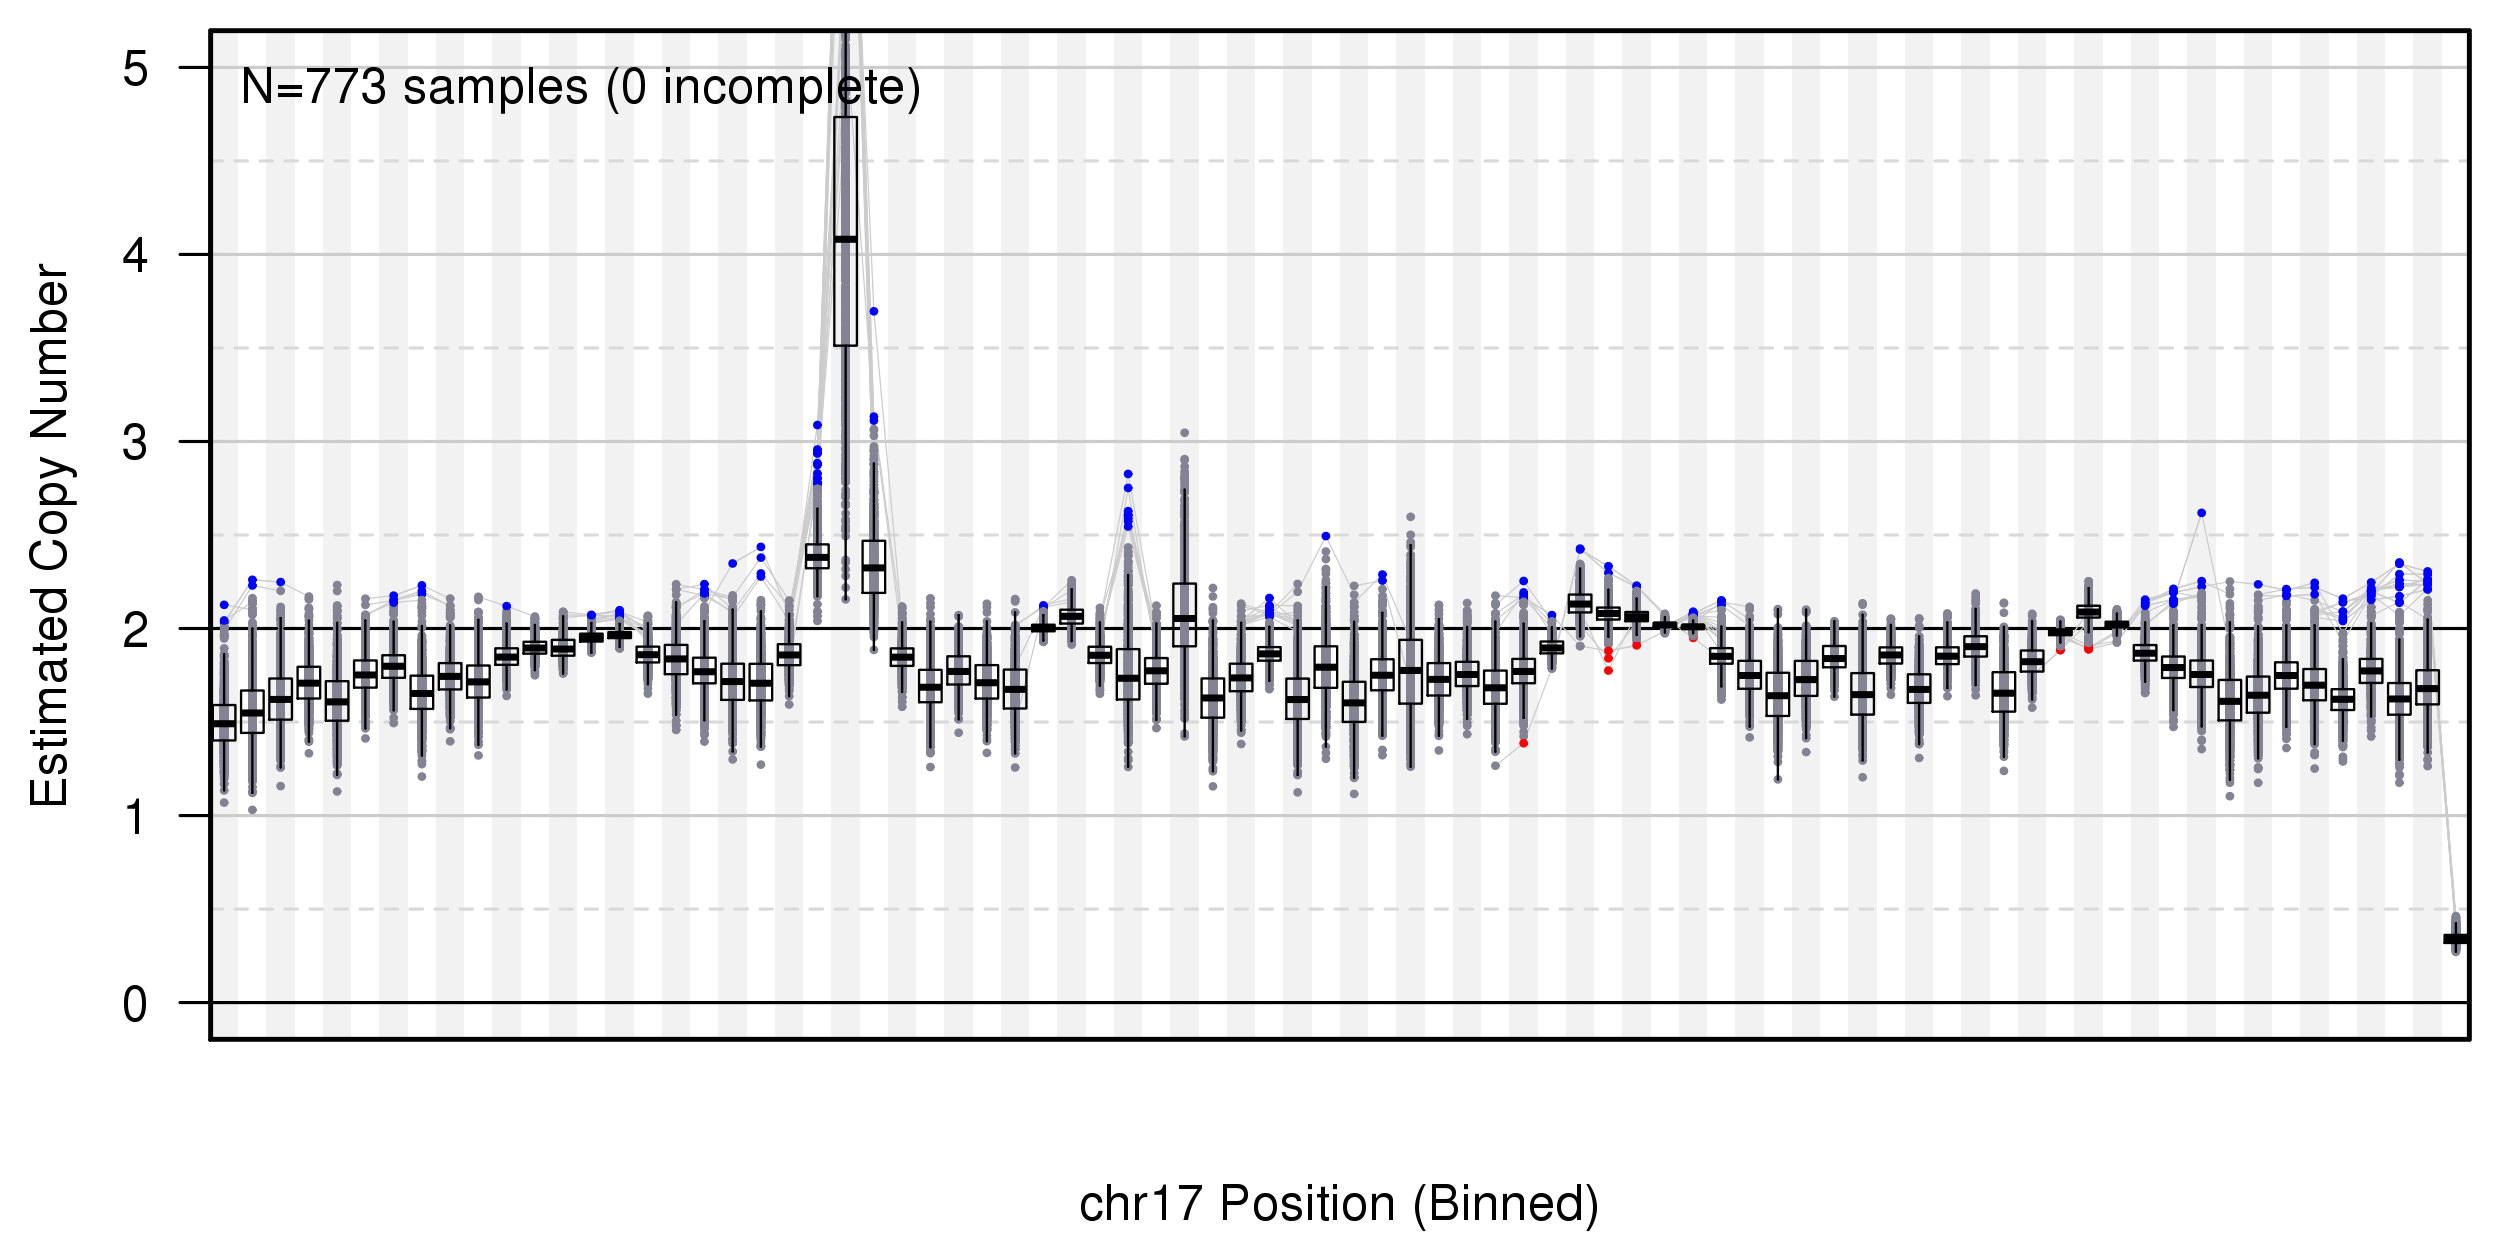 N=773 samples (0 incomplete)
5
4
3
2
1
0
Estimated Copy Number
chr17 Position (Binned)